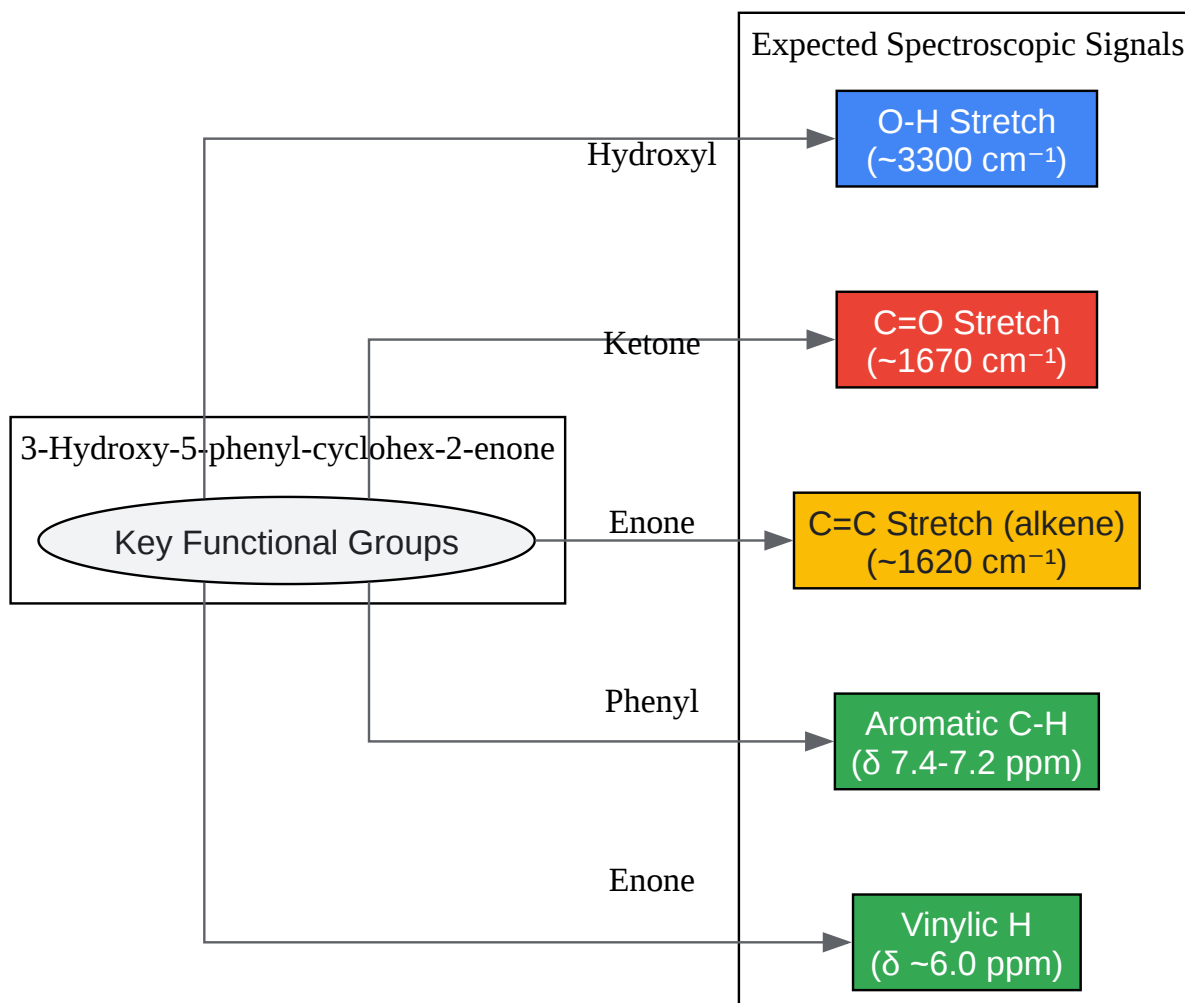 Expected Spectroscopic Signals
O-H Stretch
(~3300 cm⁻¹)
Hydroxyl
C=O Stretch
(~1670 cm⁻¹)
Ketone
3-Hydroxy-5-phenyl-cyclohex-2-enone
Key Functional Groups
Enone
C=C Stretch (alkene)
(~1620 cm⁻¹)
Phenyl
Aromatic C-H
(δ 7.4-7.2 ppm)
Enone
Vinylic H
(δ ~6.0 ppm)